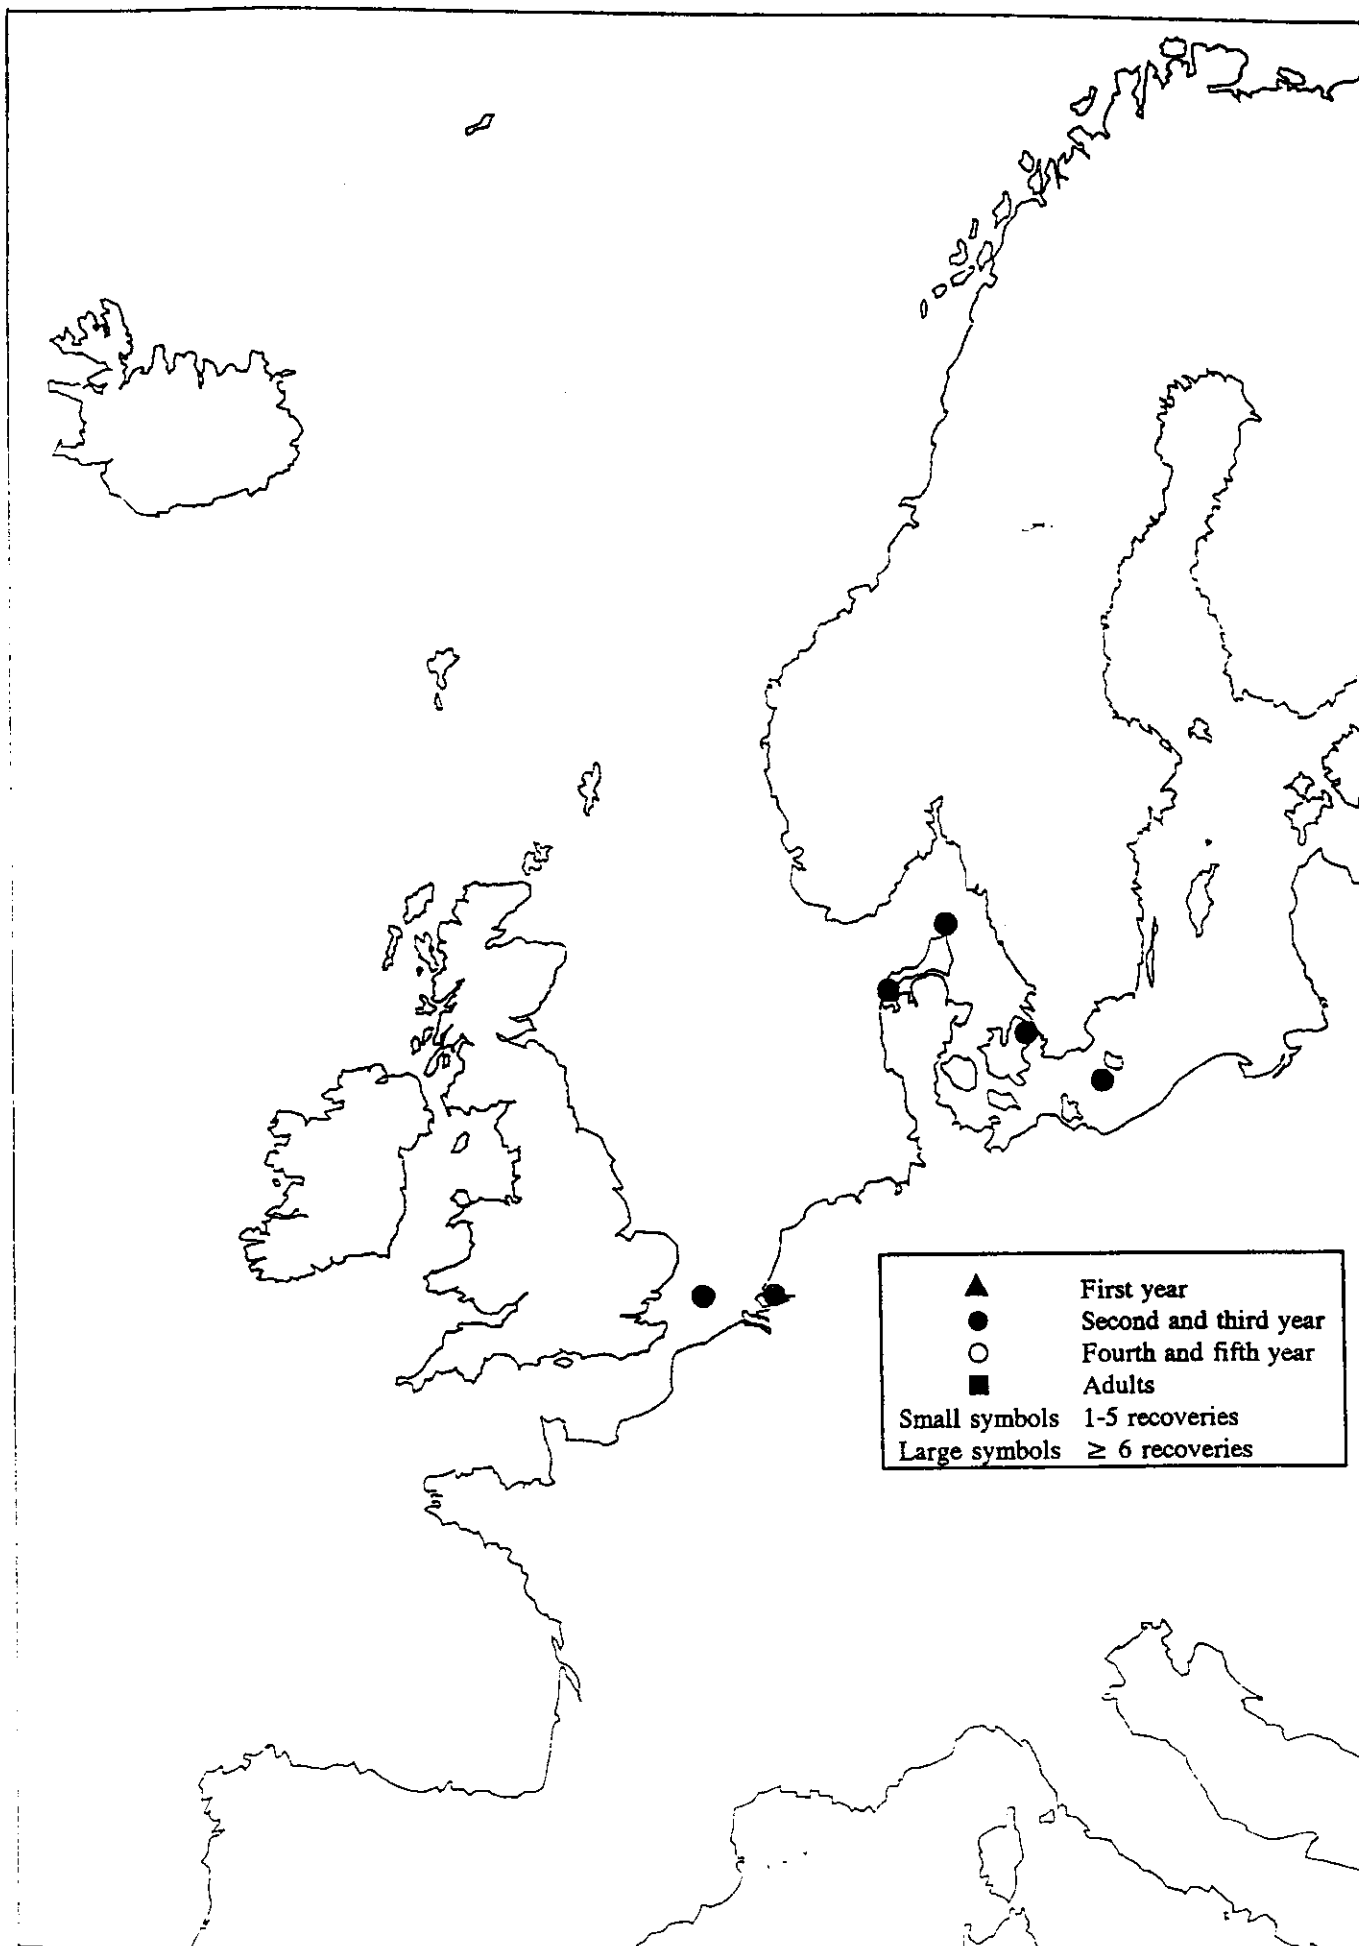 First year
Second and third year
Fourth and fifth year
Adults
Small symbols 1-5 recoveries
Large symbols ≥ 6 recoveries